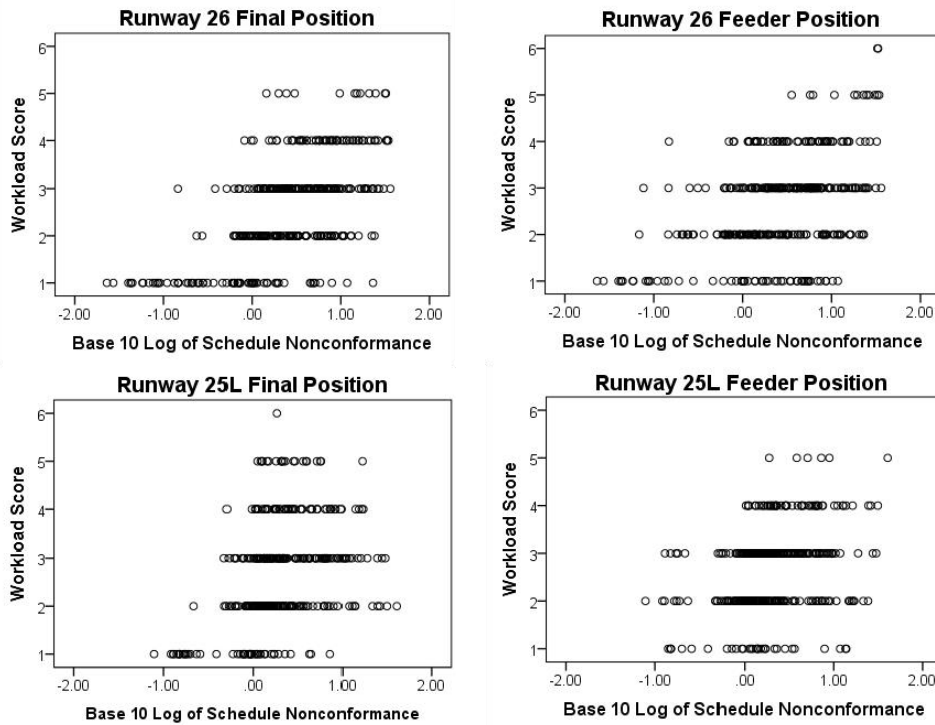 Runway 26 Final Position
Workload Score
6
5
4
3
2
1
-2.00 -1.00 .00 1.00 2.00
Base 10 Log of Schedule Nonconformance
Runway 26 Feeder Position
Workload Score
6
5
4
3
2
1
-2.00 -1.00 .00 1.00 2.00
Base 10 Log of Schedule Nonconformance
Runway 25L Final Position
Workload Score
6
5
4
3
2
1
-2.00 -1.00 .00 1.00 2.00
Base 10 Log of Schedule Nonconformance
Runway 25L Feeder Position
Workload Score
6
5
4
3
2
1
-2.00 -1.00 .00 1.00 2.00
Base 10 Log of Schedule Nonconformance